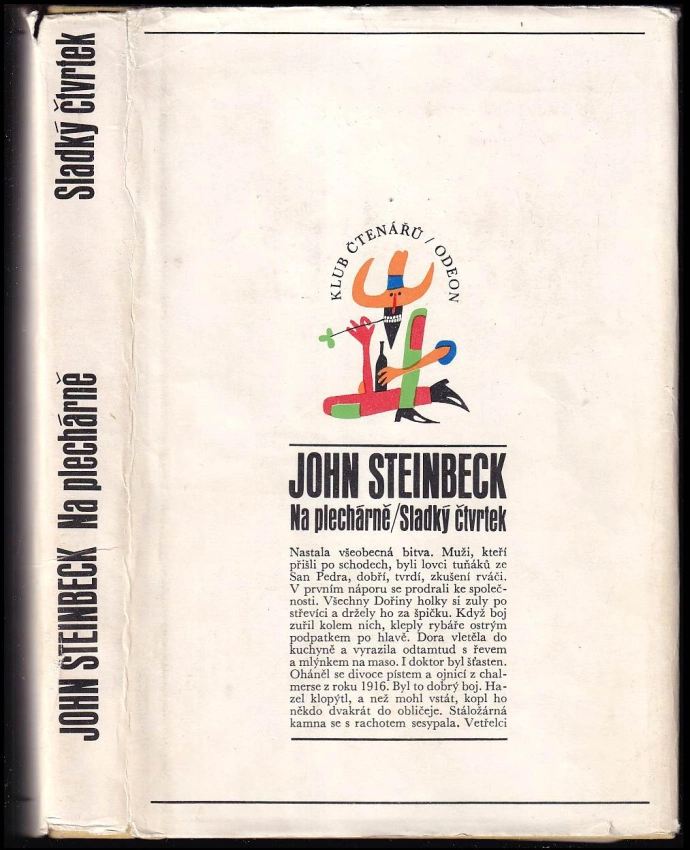 JOHN STEINBECK Na plechárně Sladký čtvrtek
KLUB ČTENÁŘŮ / ODEON
JOHN STEINBECK
Na plechárně/Sladký čtvrtek
Nastala všeobecná bitva. Muži, kteří
přišli po schodech, byli lovci tuňáků ze
San Pedra, dobří, tvrdí, zkušení rváči.
V prvním náporu se prodrali ke společ-
nosti. Všechny Dořiny holky si zuly po
střevíci a držely ho za špičku. Když boj
zuřil kolem nich, kleply rybáře ostrým
podpatkem po hlavě. Dora vletěla do
kuchyně a vyrazila odtamtud s řevem
a mlýnkem na maso. I doktor byl šťasten.
Oháněl se divoce pístem a ojnicí z chal-
merse z roku 1916. Byl to dobrý boj. Ha-
zel klopýtl, a než mohl vstát, kopl ho
někdo dvakrát do obličeje. Stáložárná
kamna se s rachotem sesypala. Vetřelci